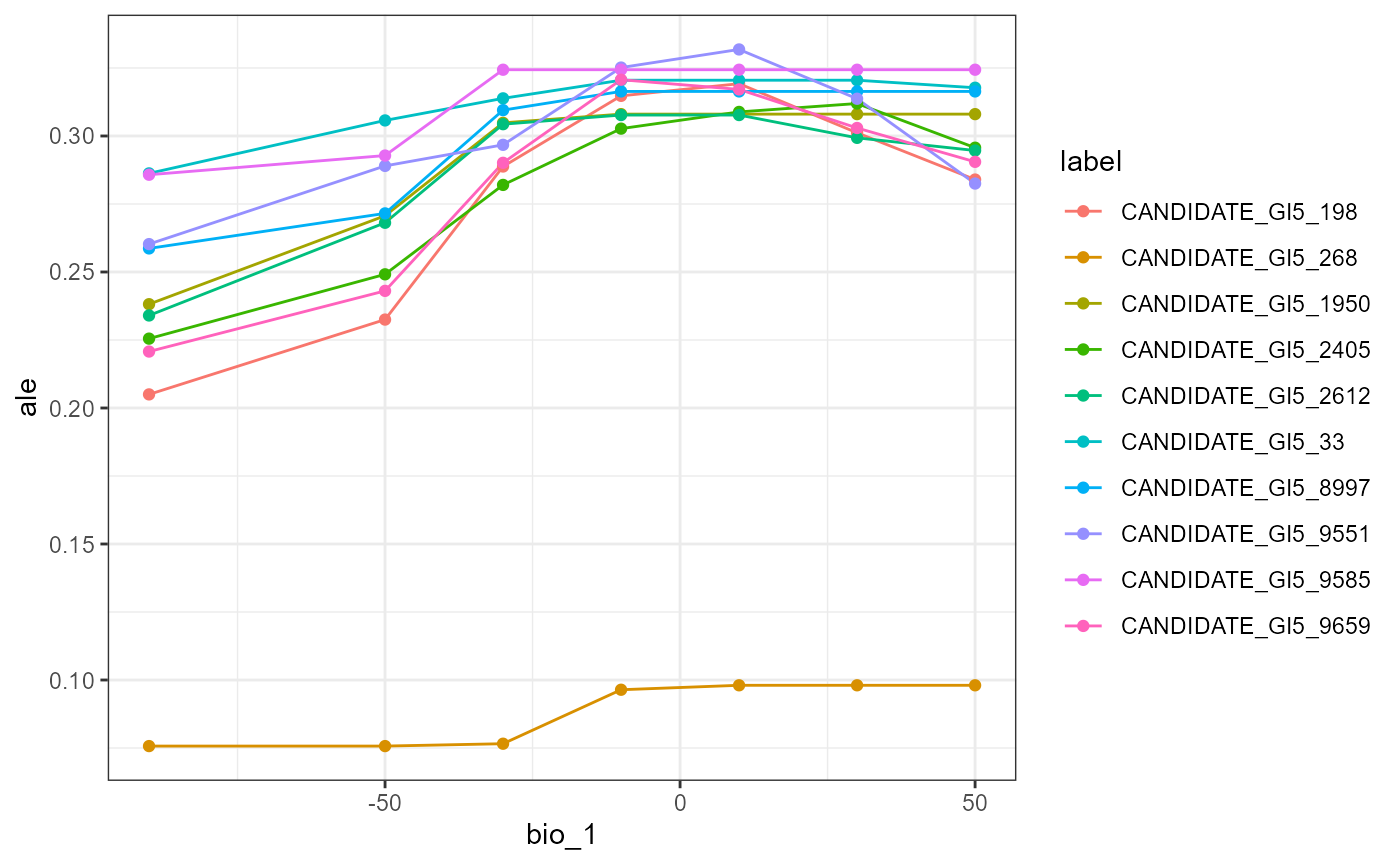 ale
0.30
0.25
0.20
0.15
0.10
-50
0
50
bio_1
label
CANDIDATE_GI5_198
CANDIDATE_GI5_268
CANDIDATE_GI5_1950
CANDIDATE_GI5_2405
CANDIDATE_GI5_2612
CANDIDATE_GI5_33
CANDIDATE_GI5_8997
CANDIDATE_GI5_9551
CANDIDATE_GI5_9585
CANDIDATE_GI5_9659